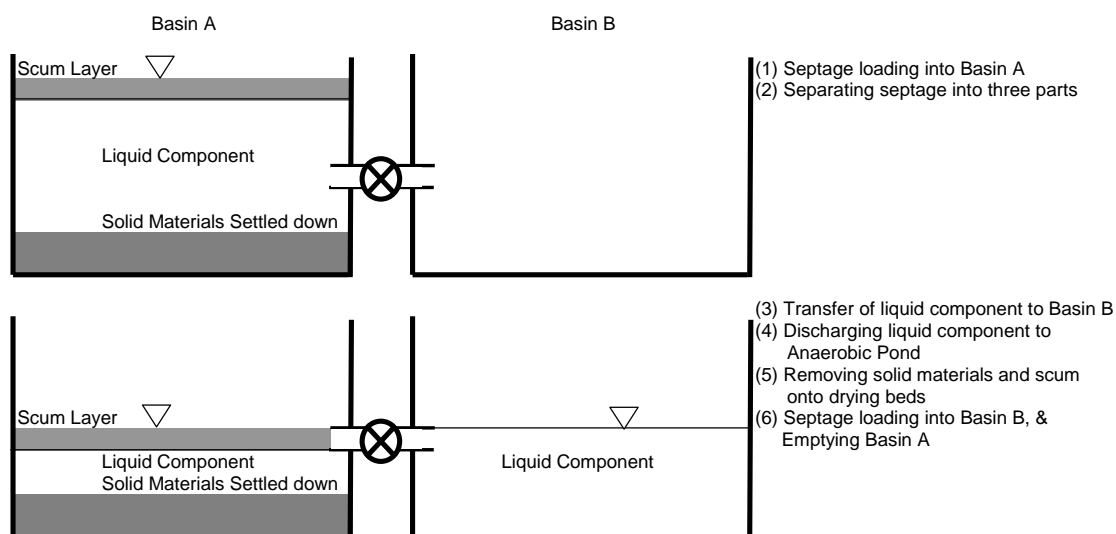 Basin A
Basin B
Scum Layer
Liquid Component
Solid Materials Settled down
(1) Septage loading into Basin A
(2) Separating septage into three parts
Scum Layer
Liquid Component
Solid Materials Settled down
Liquid Component
(3) Transfer of liquid component to Basin B
(4) Discharging liquid component to
Anaerobic Pond
(5) Removing solid materials and scum
onto drying beds
(6) Septage loading into Basin B, &
Emptying Basin A